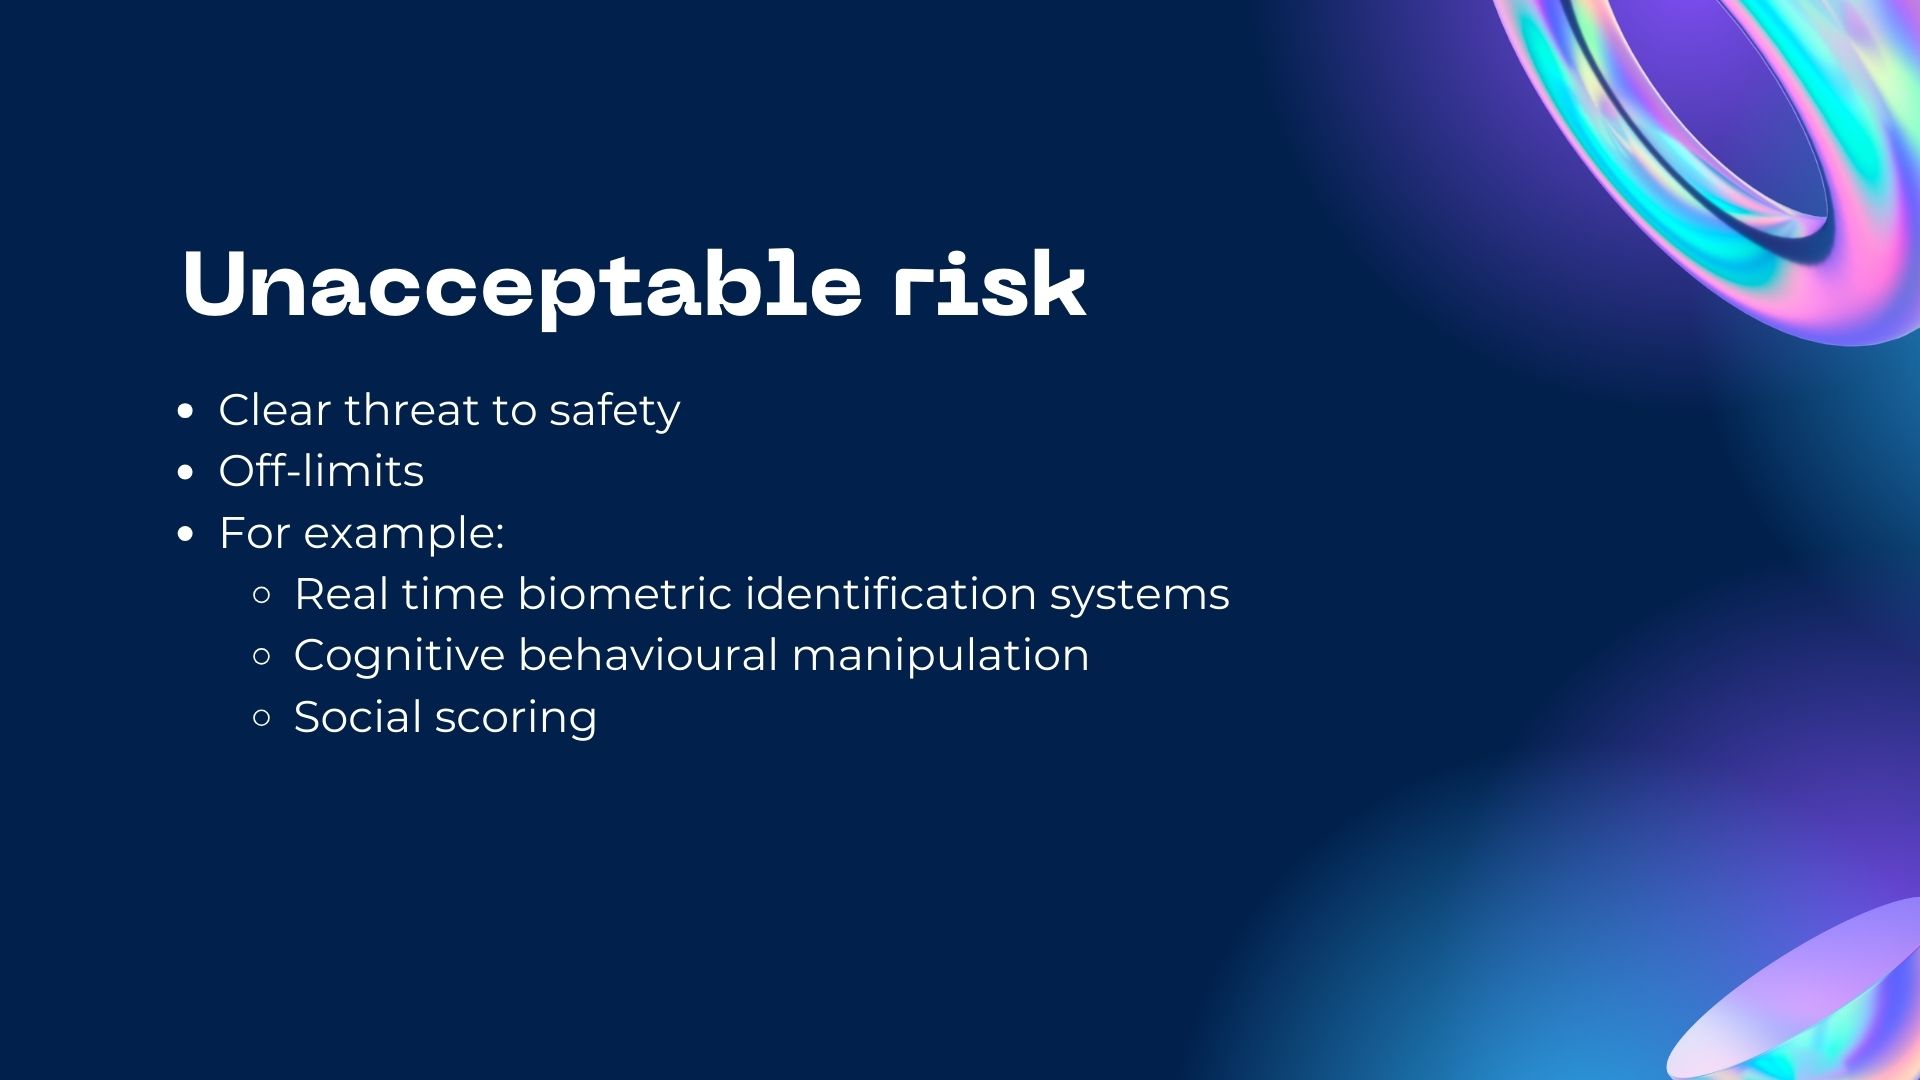 Unacceptable risk
• Clear threat to safety
• Off-limits
• For example:
◦ Real time biometric identification systems
◦ Cognitive behavioural manipulation
◦ Social scoring